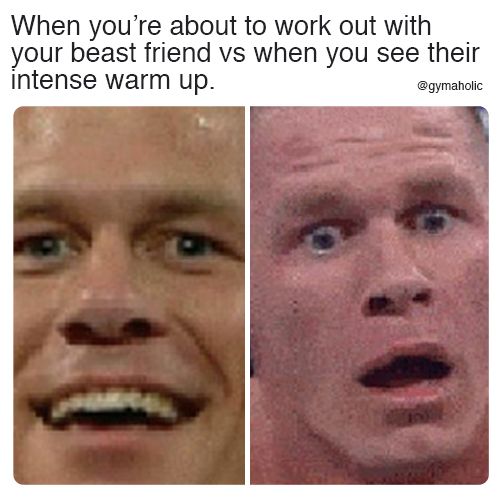 When you’re about to work out with
your beast friend vs when you see their
intense warm up.
@gymaholic